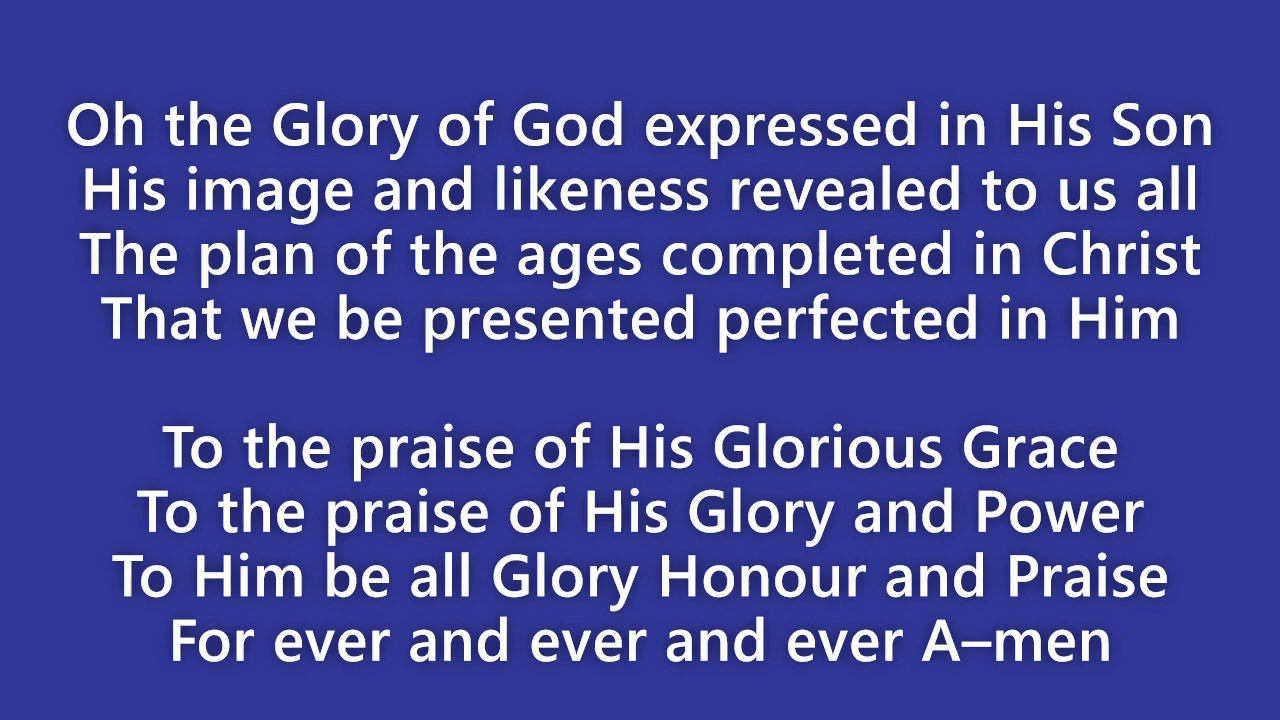 Oh the Glory of God expressed in His Son
His image and likeness revealed to us all
The plan of the ages completed in Christ
That we be presented perfected in Him
To the praise of His Glorious Grace
To the praise of His Glory and Power
To Him be all Glory Honour and Praise
For ever and ever and ever A–men